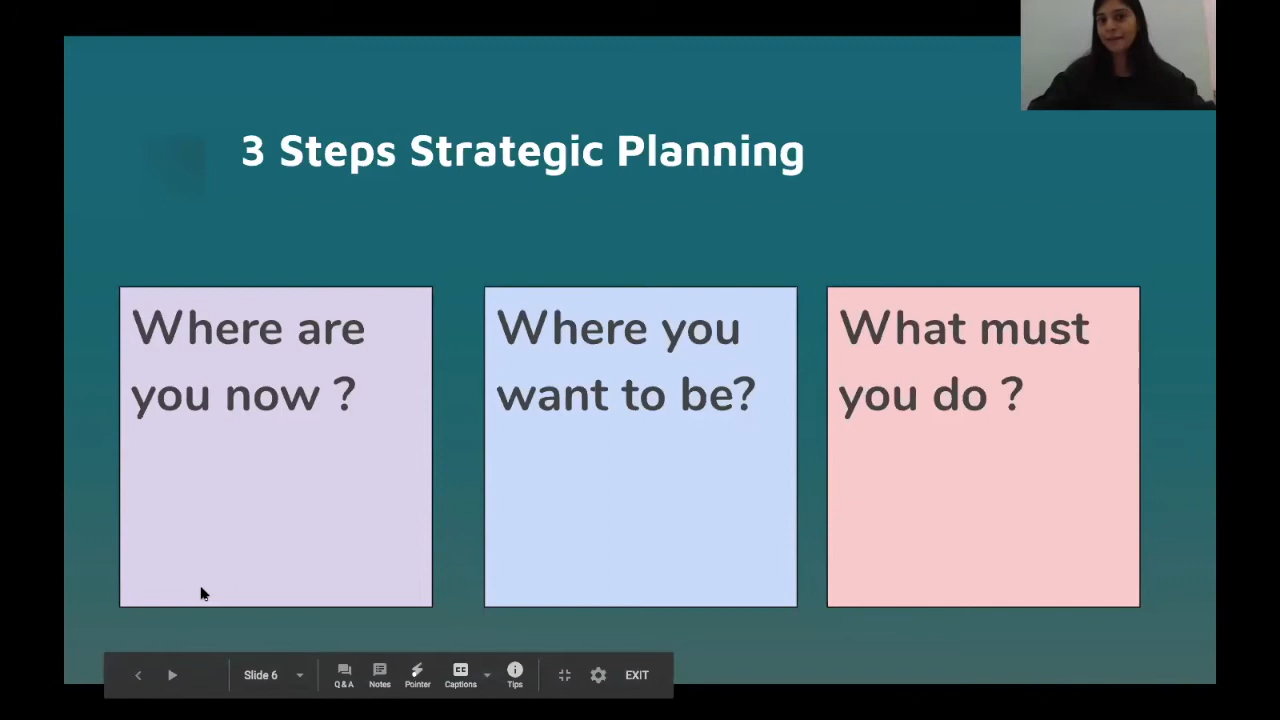 3 Steps Strategic Planning
Where are
you now ?
Where you
want to be?
What must
you do ?
Slide 6
Q & A
Notes
Pointer
CC
Captions
Tips
EXIT